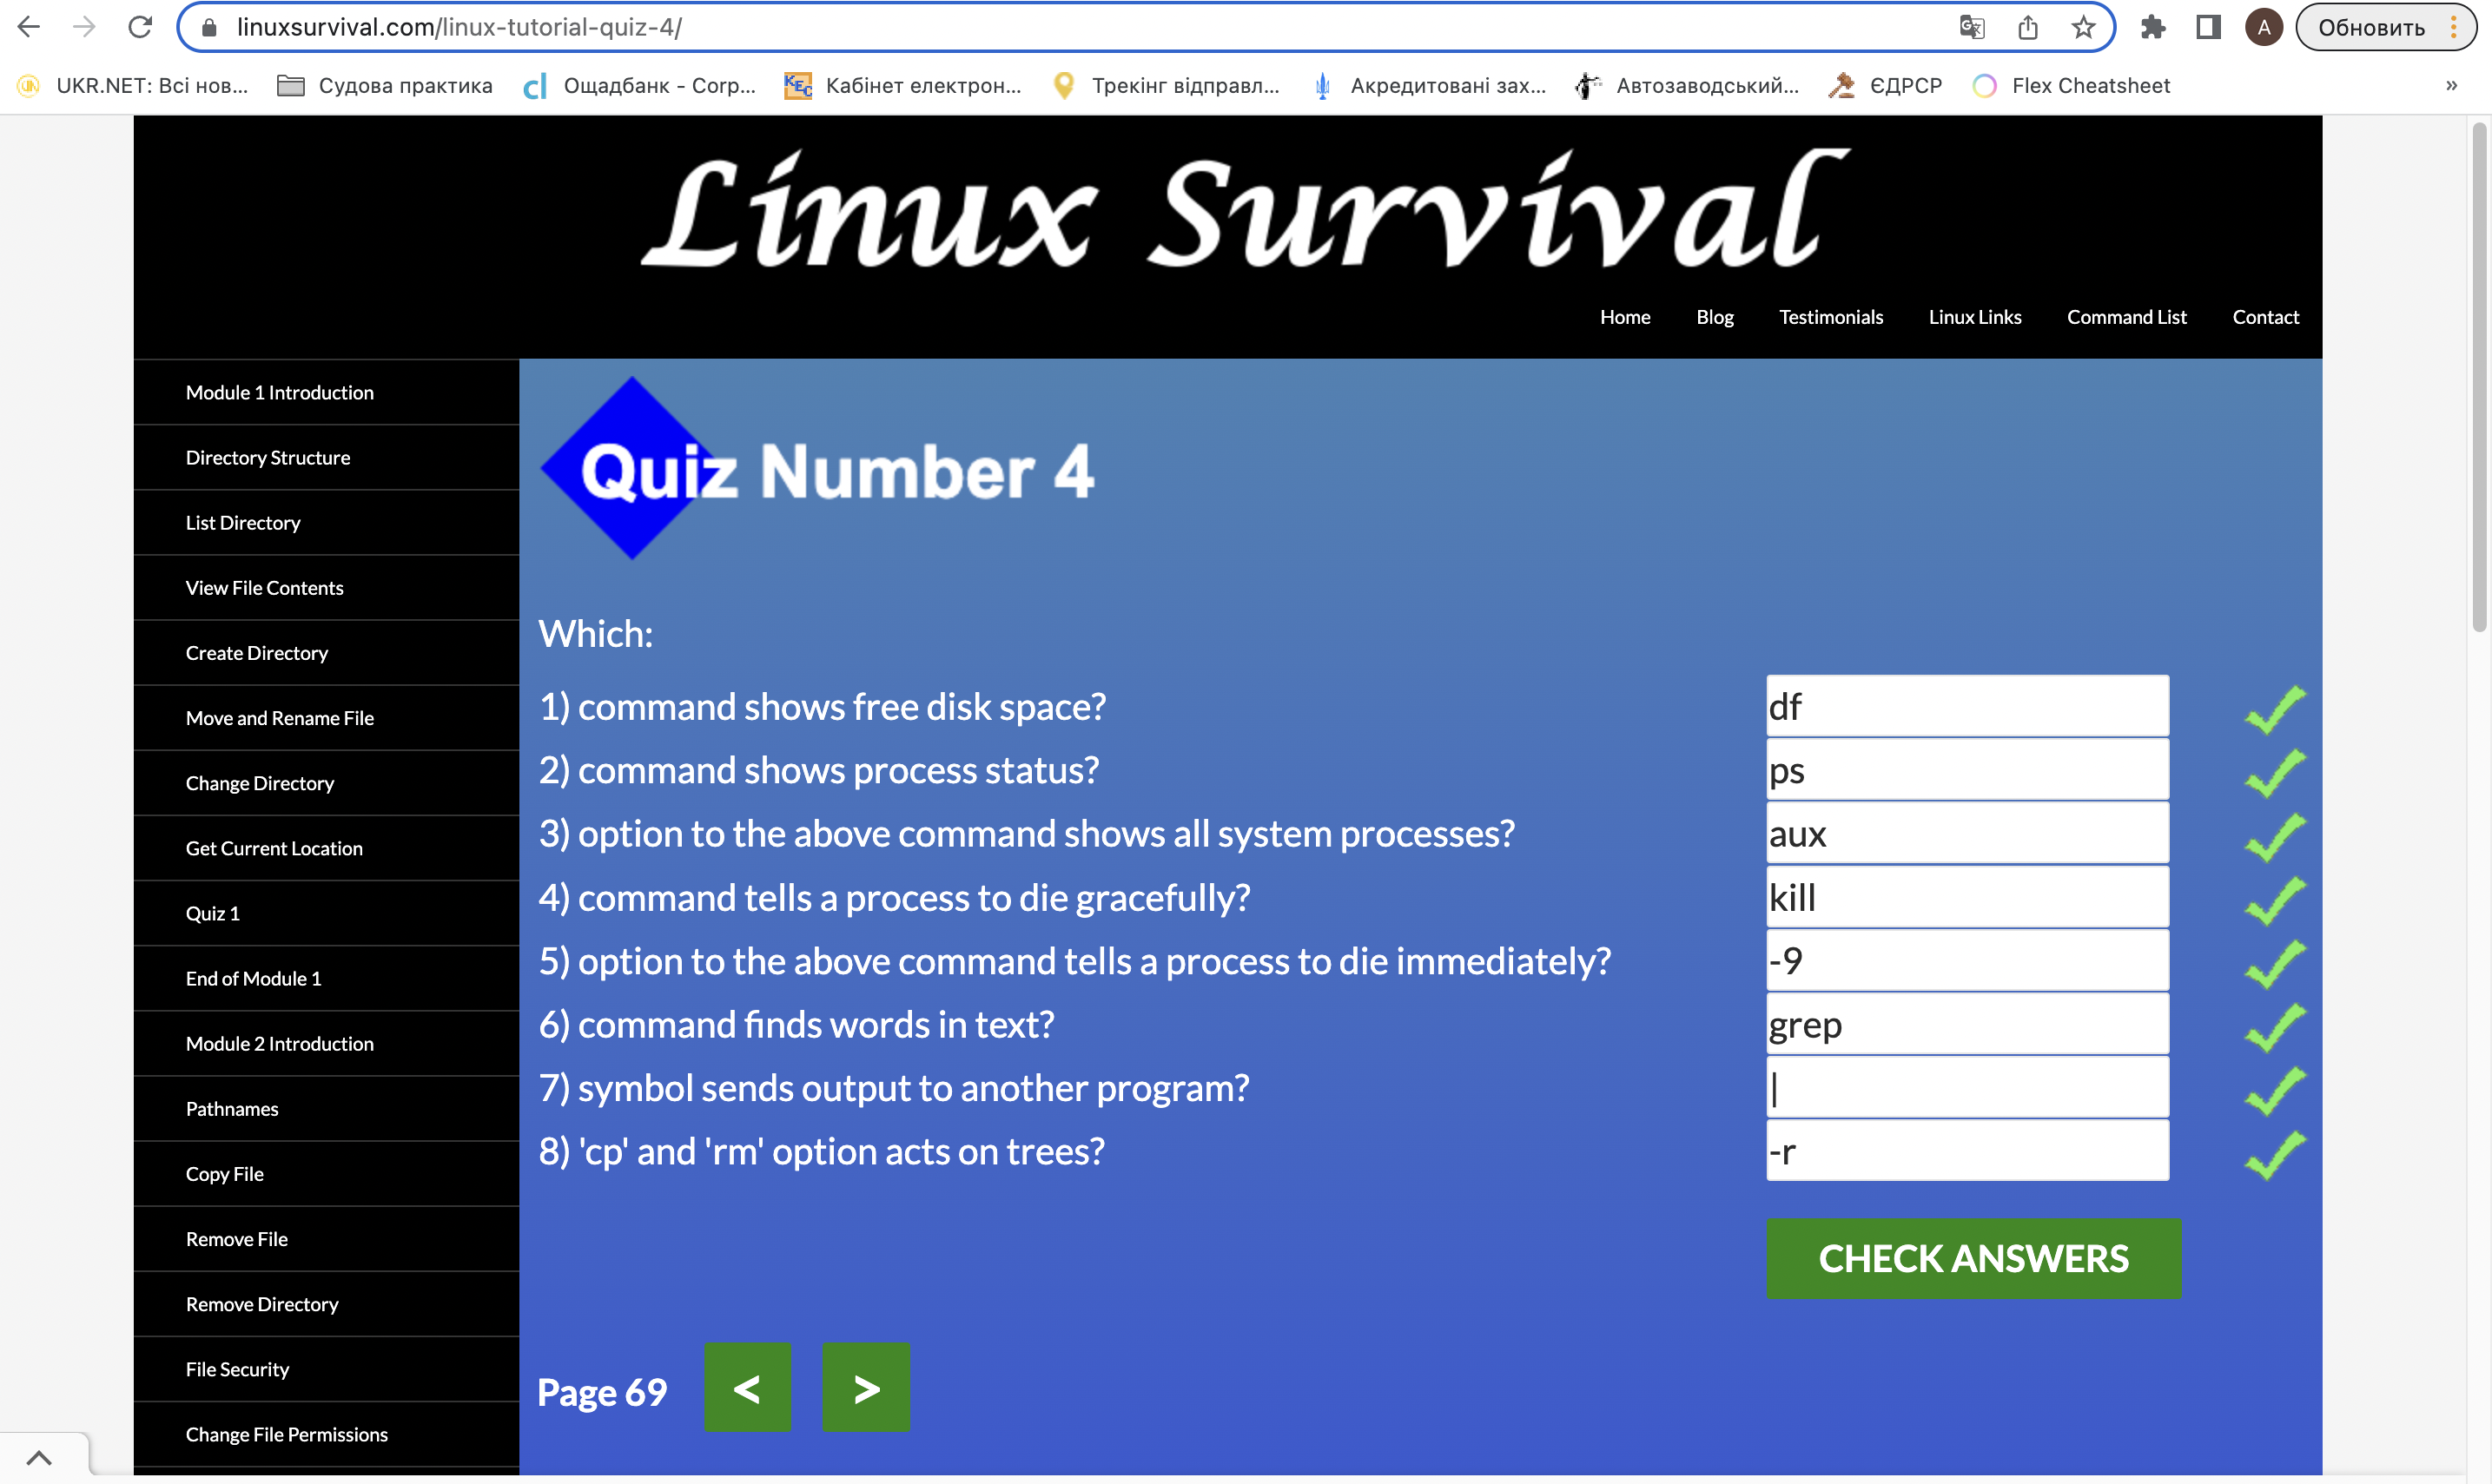 linuxsurvival.com/linux-tutorial-quiz-4/
A
Обновить
UKR.NET: Всі нов...
Судова практика
Ощадбанк - Corp...
Кабінет електрон...
Трекінг відправл...
Акредитовані зах...
Автозаводський...
ЄДРСР
Flex Cheatsheet
»
Linux Survival
Home
Blog
Testimonials
Linux Links
Command List
Contact
Module 1 Introduction
Directory Structure
List Directory
View File Contents
Create Directory
Move and Rename File
Change Directory
Get Current Location
Quiz 1
End of Module 1
Module 2 Introduction
Pathnames
Copy File
Remove File
Remove Directory
File Security
Change File Permissions
Quiz Number 4
Which:
1) command shows free disk space? df
2) command shows process status? ps
3) option to the above command shows all system processes? aux
4) command tells a process to die gracefully? kill
5) option to the above command tells a process to die immediately? -9
6) command finds words in text? grep
7) symbol sends output to another program? |
8) 'cp' and 'rm' option acts on trees? -r
CHECK ANSWERS
Page 69 < >